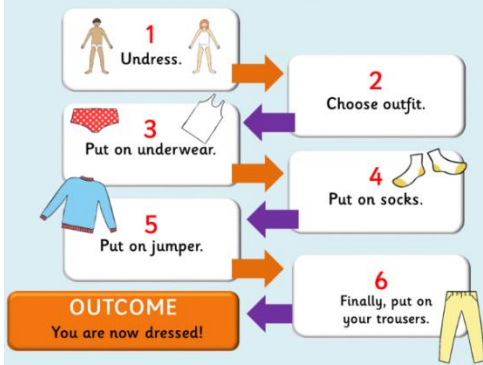 1
Undress.
2
Choose outfit.
3
Put on underwear.
4
Put on socks.
5
Put on jumper.
6
Finally, put on
your trousers.
OUTCOME
You are now dressed!